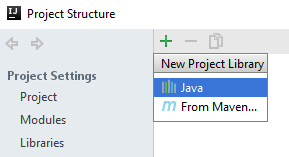 Project Structure
New Project Library
Java
From Maven...
Project Settings
Project
Modules
Libraries